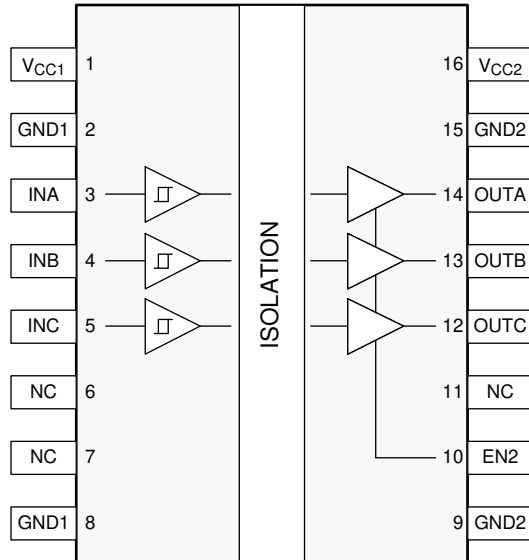 VCC1 1 16 VCC2
GND1 2 15 GND2
INA 3 14 OUTA
INB 4 13 OUTB
INC 5 12 OUTC
NC 6 11 NC
NC 7 10 EN2
GND1 8 9 GND2
ISOLATION